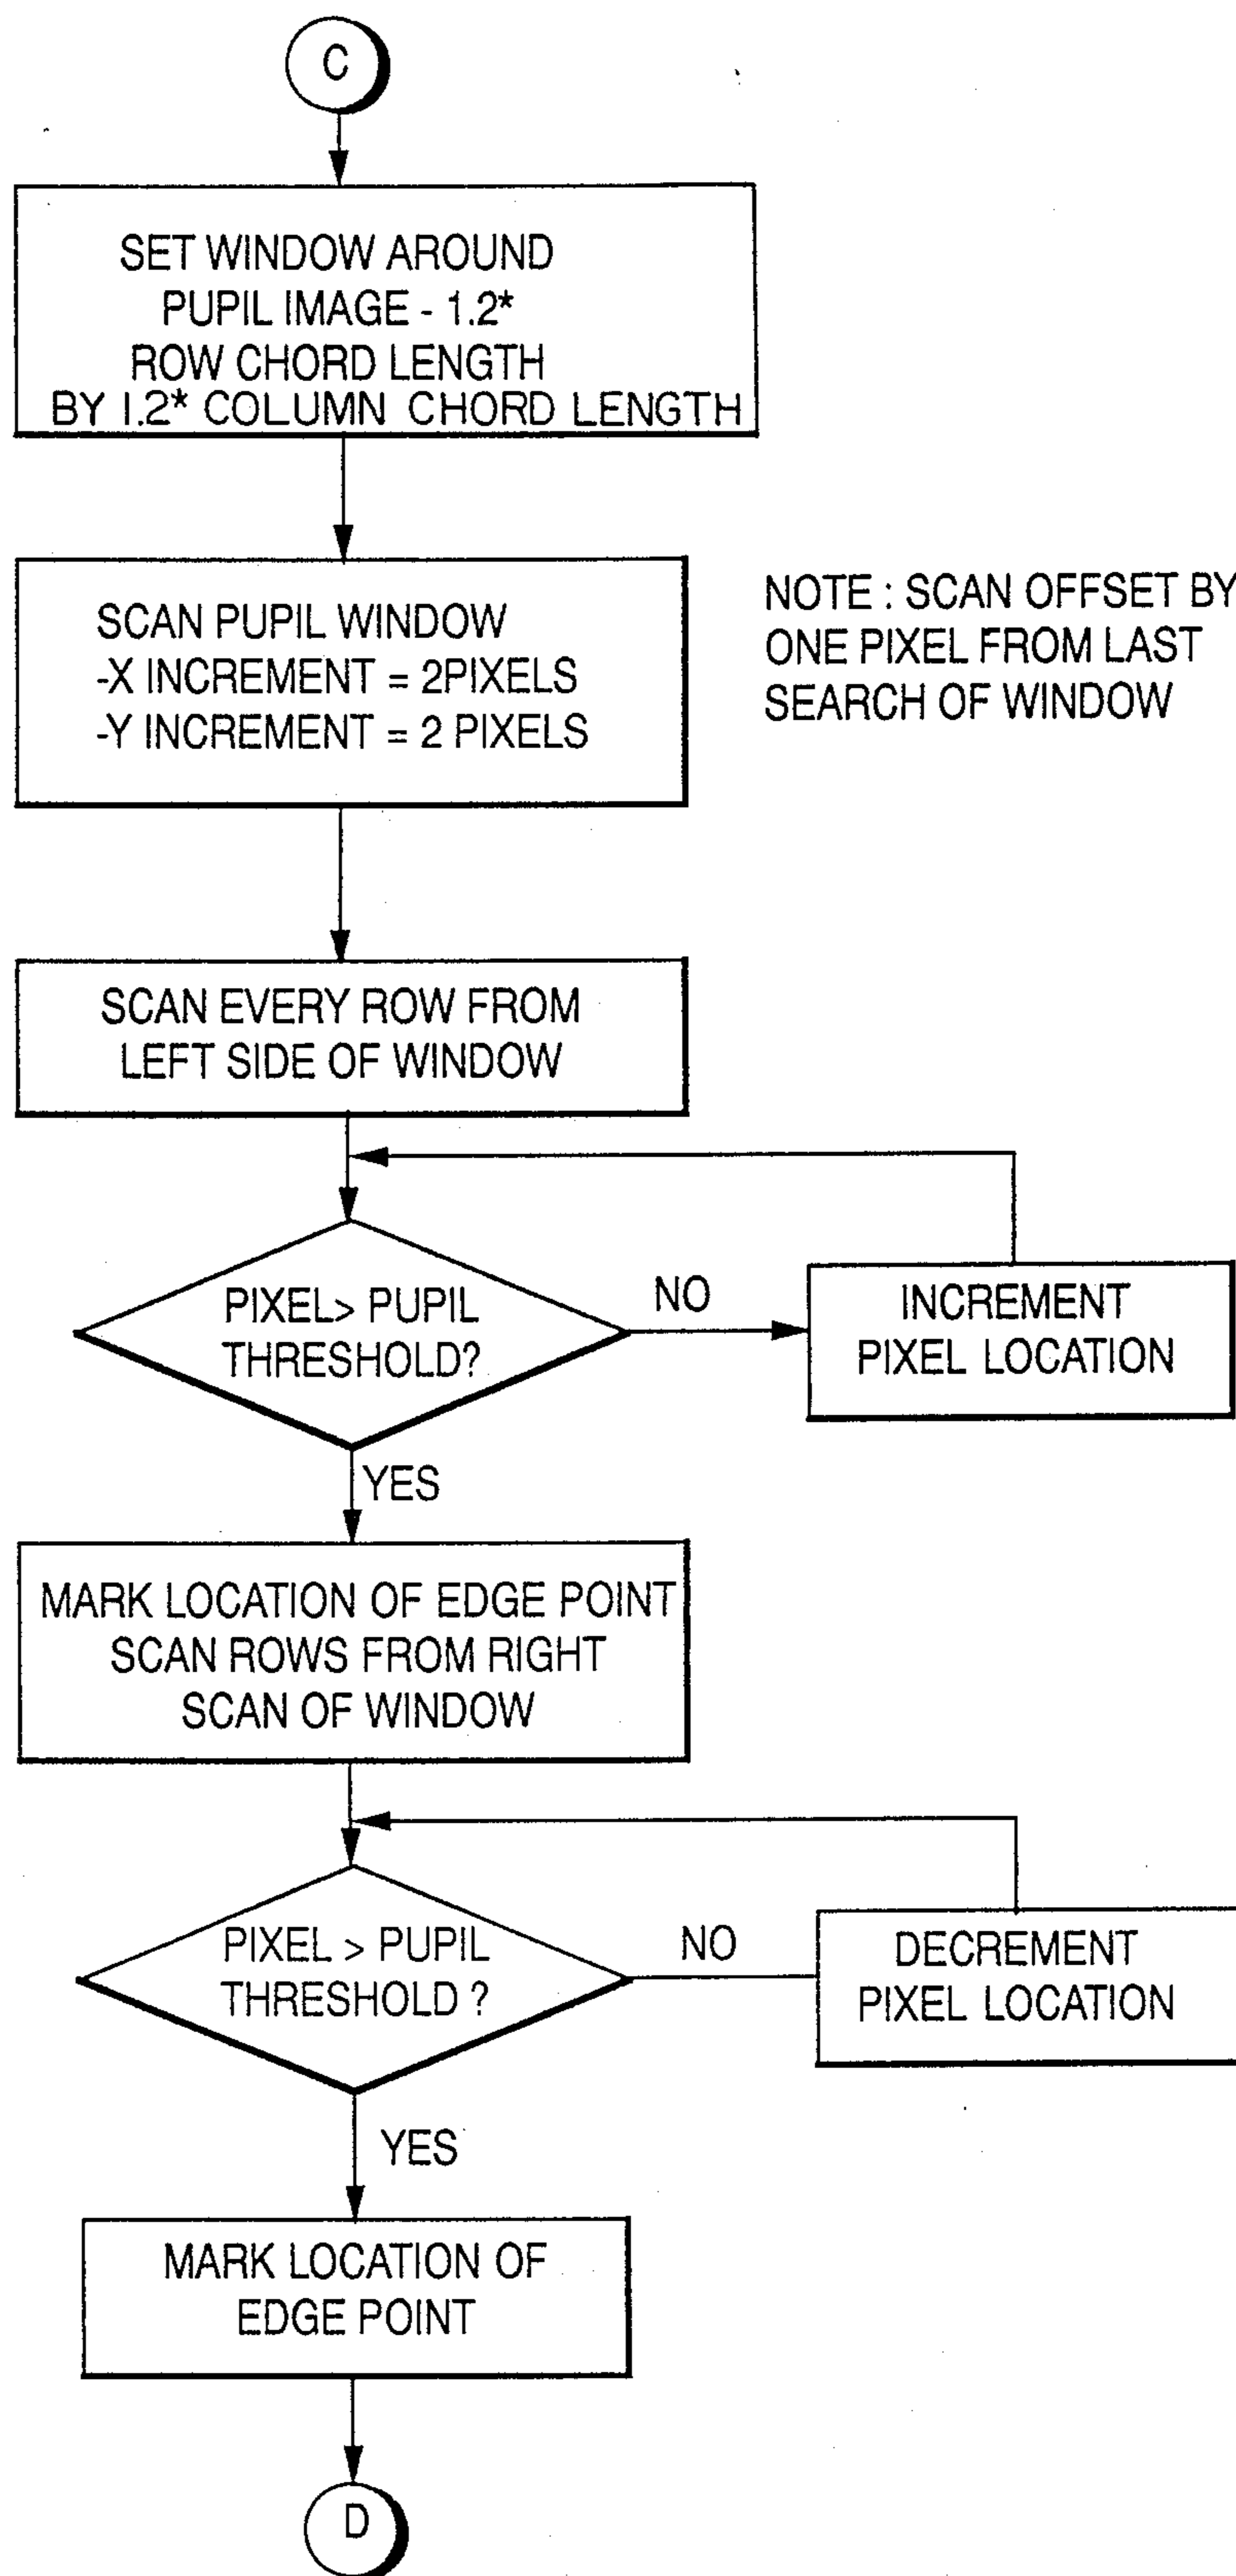 C
SET WINDOW AROUND
PUPIL IMAGE - 1.2*
ROW CHORD LENGTH
BY 1.2* COLUMN CHORD LENGTH
SCAN PUPIL WINDOW
-X INCREMENT = 2PIXELS
-Y INCREMENT = 2 PIXELS
NOTE : SCAN OFFSET BY
ONE PIXEL FROM LAST
SEARCH OF WINDOW
SCAN EVERY ROW FROM
LEFT SIDE OF WINDOW
PIXEL> PUPIL
THRESHOLD?
NO
INCREMENT
PIXEL LOCATION
YES
MARK LOCATION OF EDGE POINT
SCAN ROWS FROM RIGHT
SCAN OF WINDOW
PIXEL > PUPIL
THRESHOLD ?
NO
DECREMENT
PIXEL LOCATION
YES
MARK LOCATION OF
EDGE POINT
D